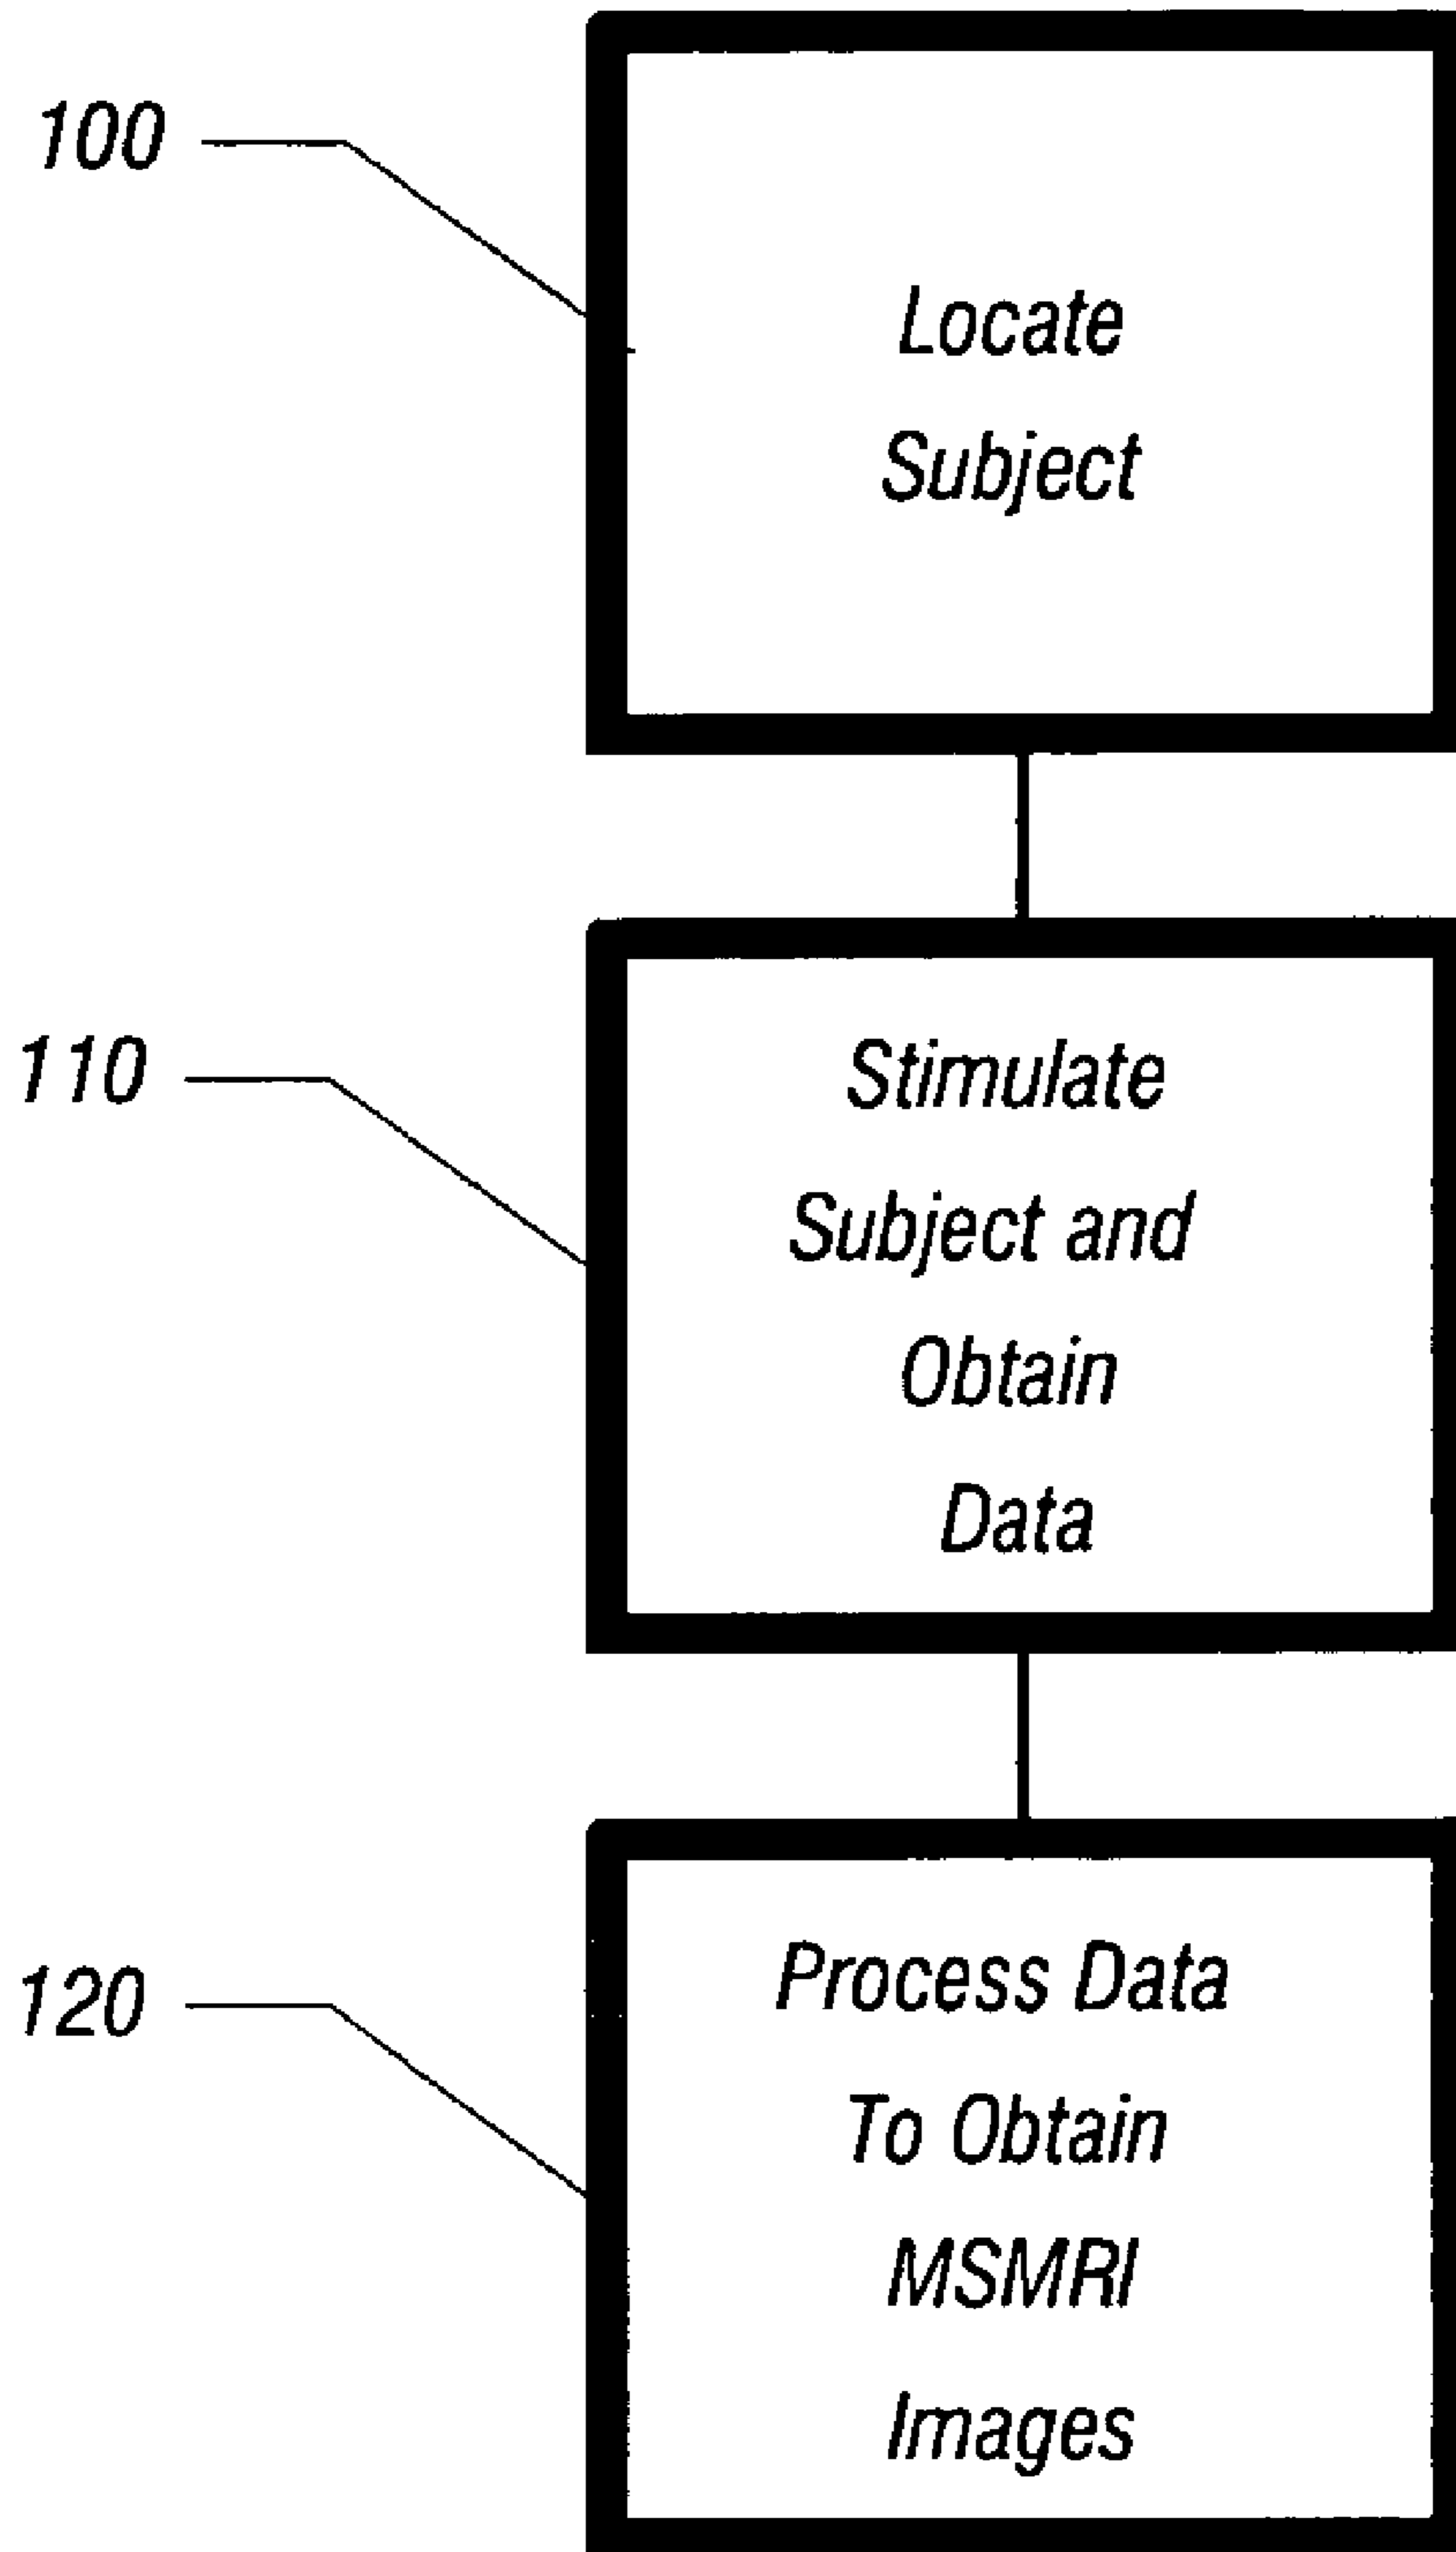 100
Locate
Subject
110
Stimulate
Subject and
Obtain
Data
120
Process Data
To Obtain
MSMRI
Images